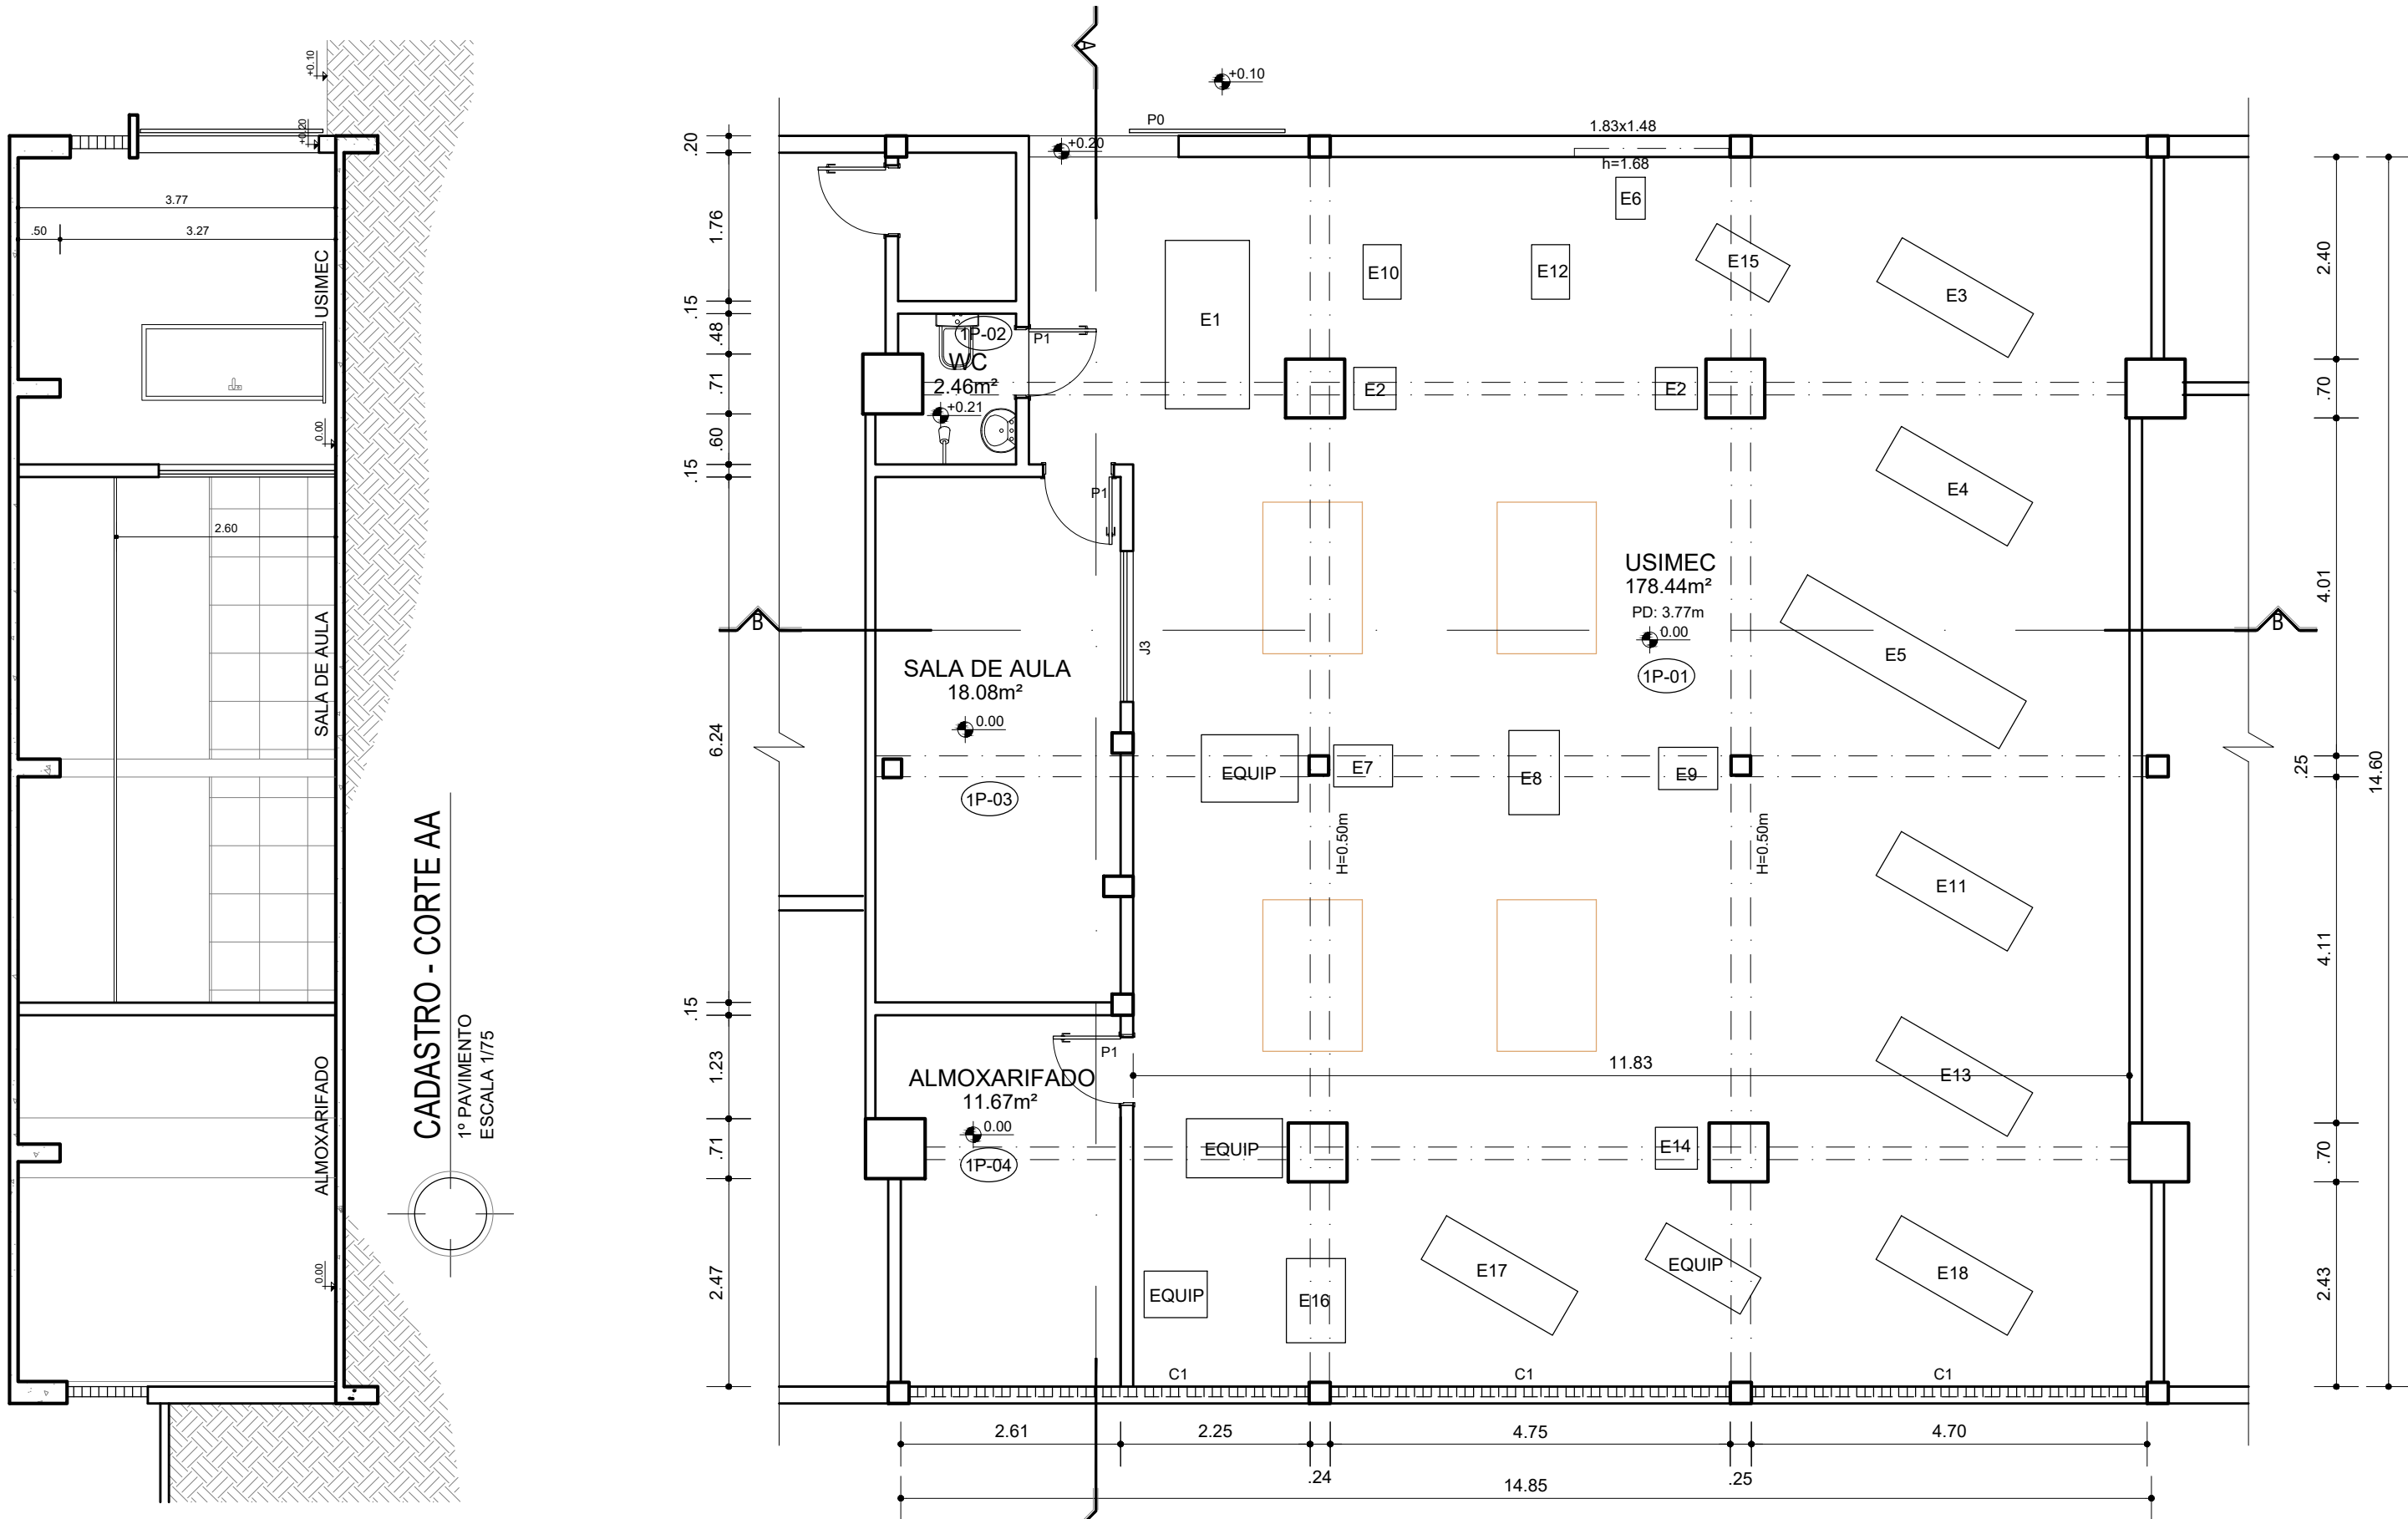 +0.10
+0.20
3.77
.50
3.27
USIMEC
0.00
2.60
SALA DE AULA
ALMOXARIFADO
0.00
CADASTRO - CORTE AA
1º PAVIMENTO
ESCALA 1/75
A
+0.10
P0
1.83x1.48
+0.20
h=1.68
.20
1.76
.15
.48
.71
.60
.15
6.24
.15
1.23
.71
2.47
E6
E10
E12
E15
E3
E1
1P-02
P1
WC
2.46m²
+0.21
E2
E2
P1
E4
USIMEC
178.44m²
PD: 3.77m
0.00
1P-01
B
B
J3
E5
SALA DE AULA
18.08m²
0.00
1P-03
EQUIP
E7
E8
E9
H=0.50m
H=0.50m
E11
11.83
P1
ALMOXARIFADO
11.67m²
0.00
1P-04
E13
EQUIP
E14
E17
EQUIP
E18
EQUIP
E16
C1
C1
C1
2.40
.70
4.01
.25
14.60
4.11
.70
2.43
2.61
2.25
4.75
4.70
.24
.25
14.85